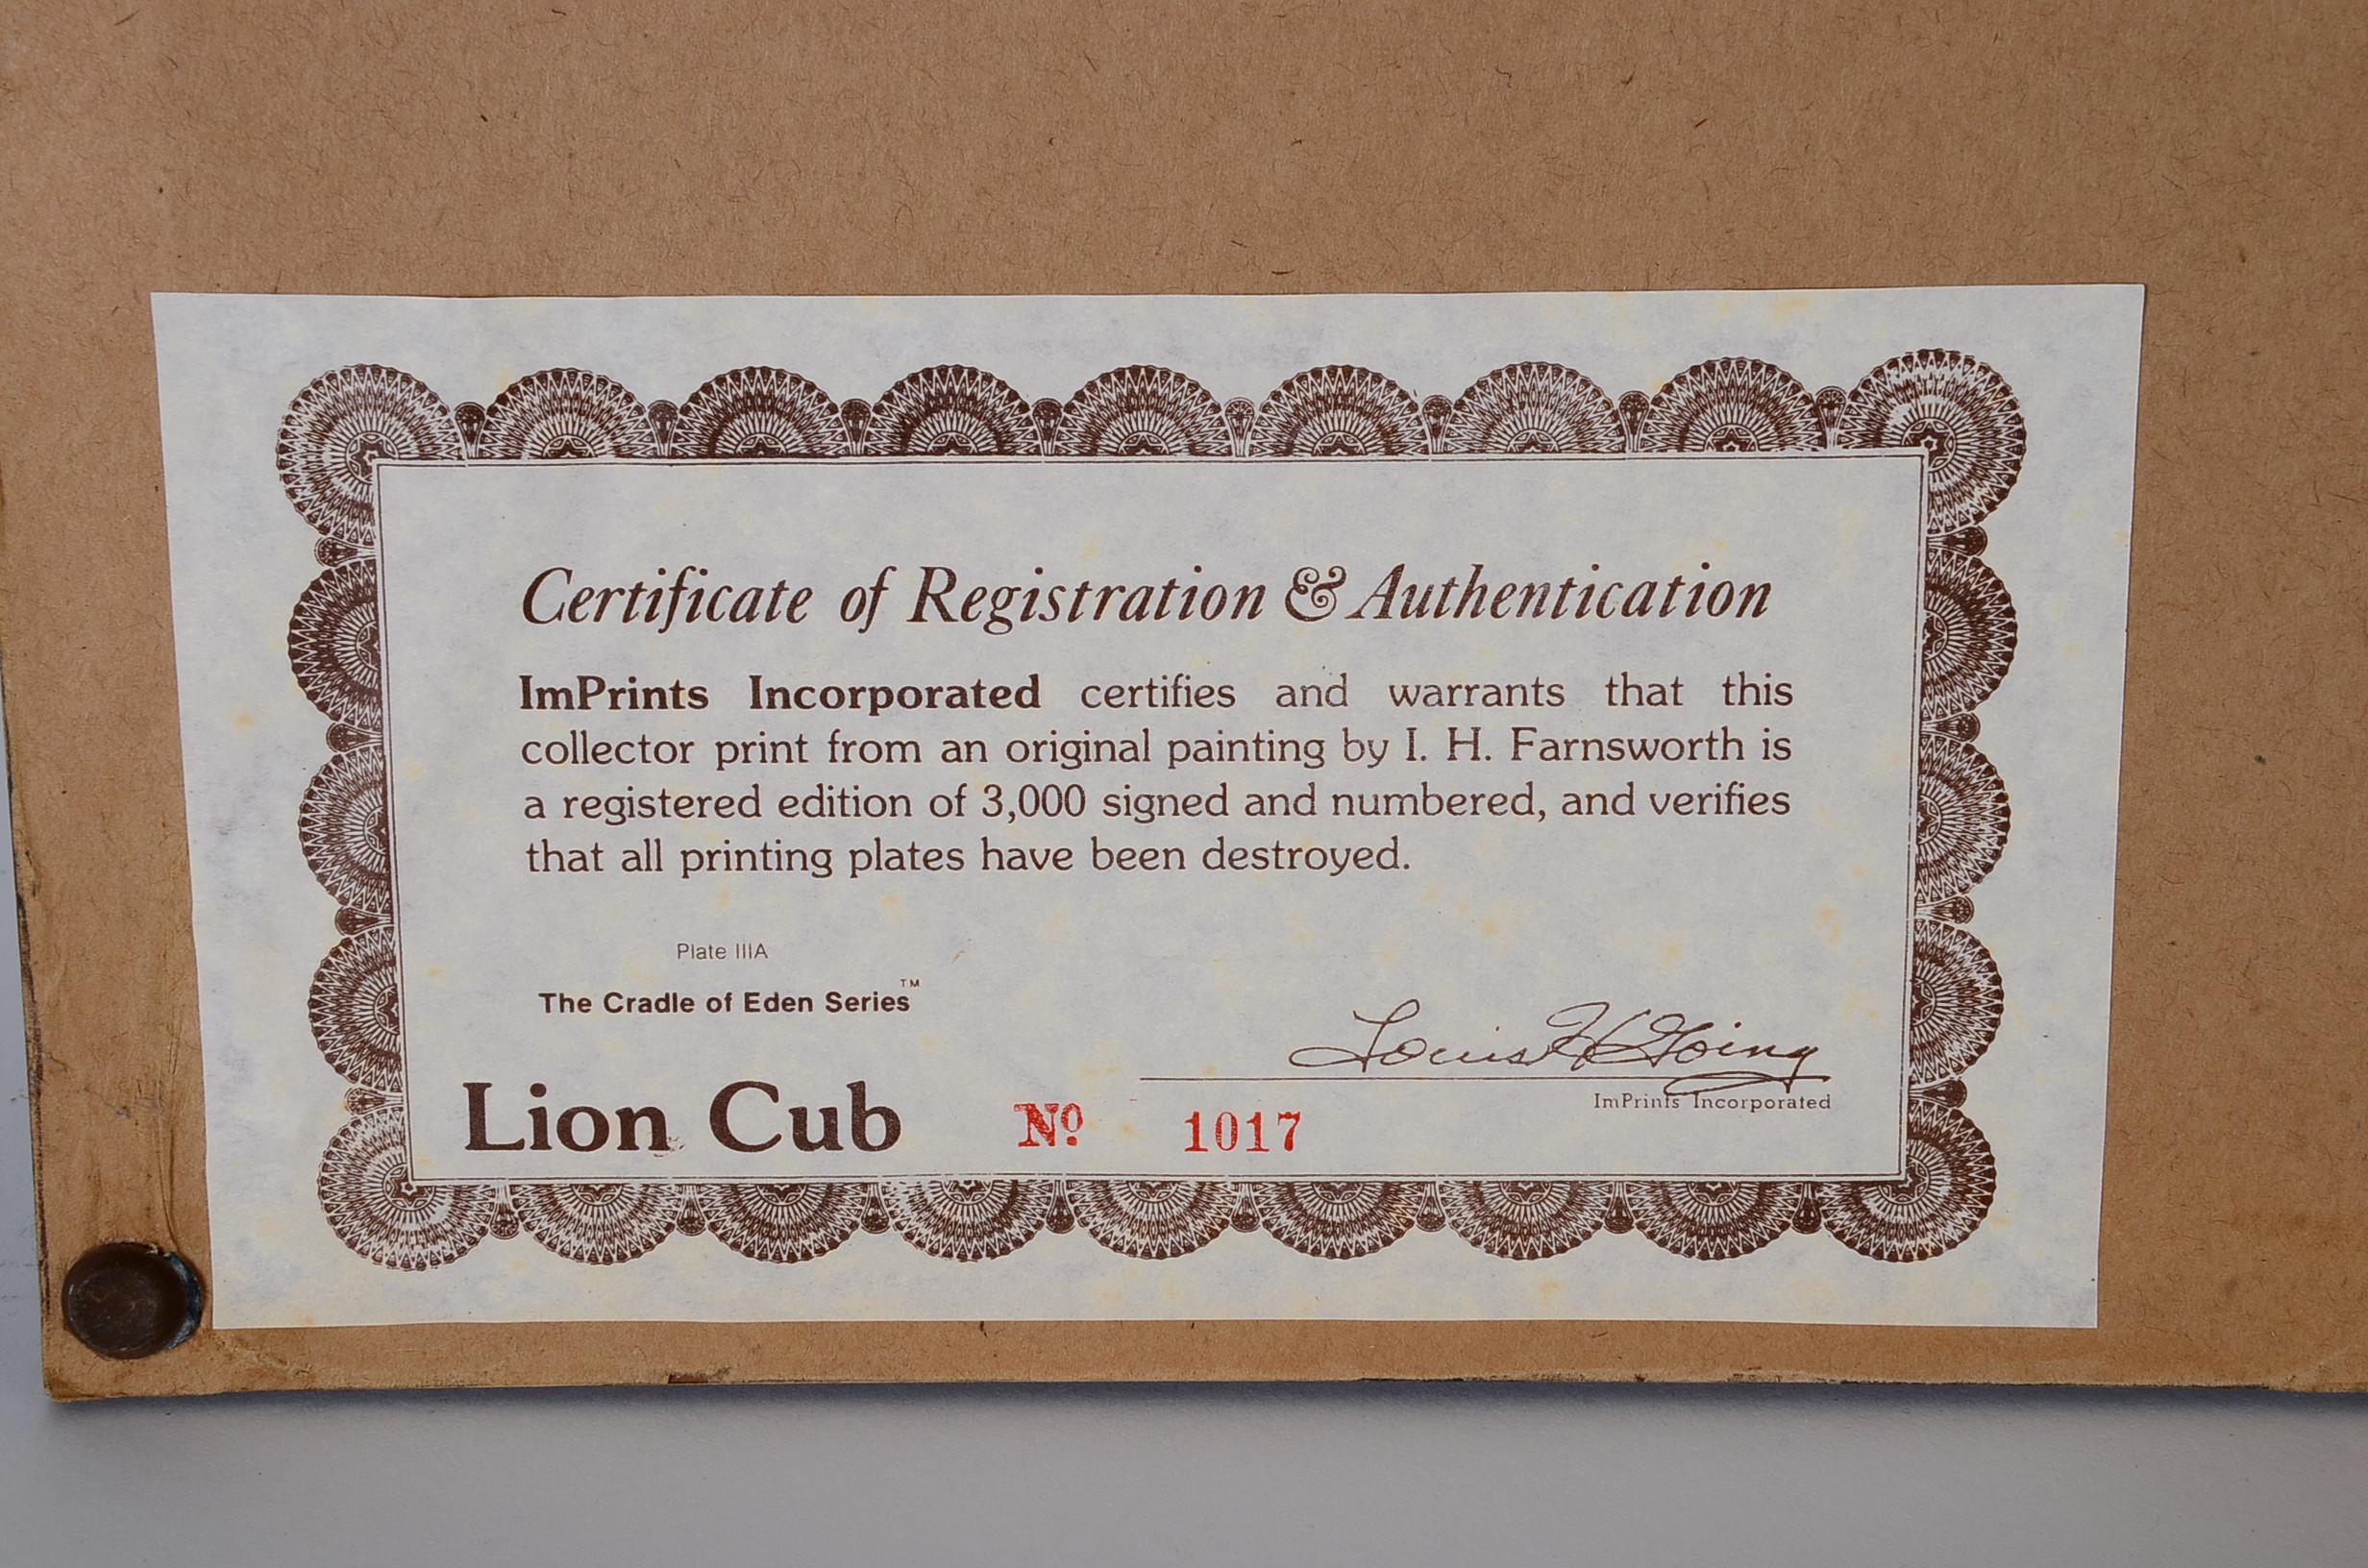 Certificate of Registration & Authentication
ImPrints Incorporated certifies and warrants that this
collector print from an original painting by I. H. Farnsworth is
a registered edition of 3,000 signed and numbered, and verifies
that all printing plates have been destroyed.
Plate IIIA
The Cradle of Eden Series™
Louis H Going
ImPrints Incorporated
Lion Cub Nº 1017